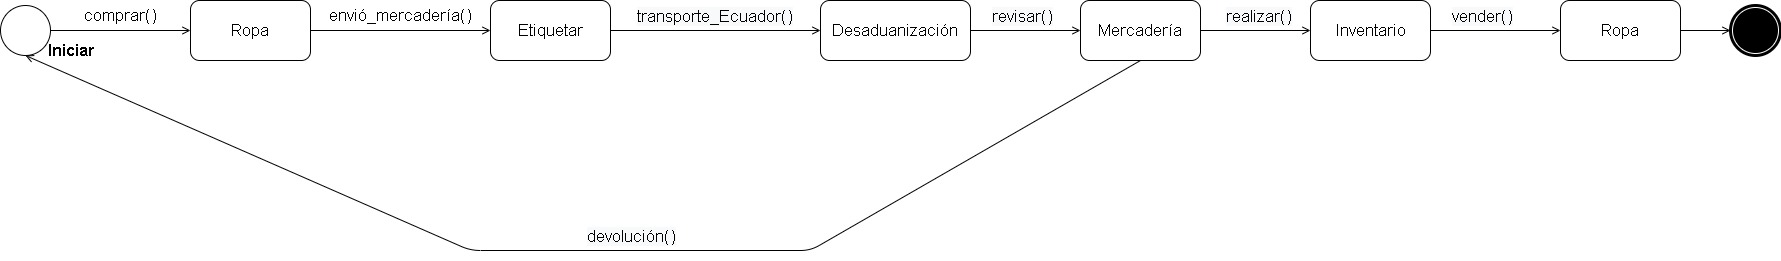 comprar()
envió_mercadería()
transporte_Ecuador()
revisar()
realizar()
vender()
Iniciar
Ropa
Etiquetar
Desaduanización
Mercadería
Inventario
Ropa
devolución()